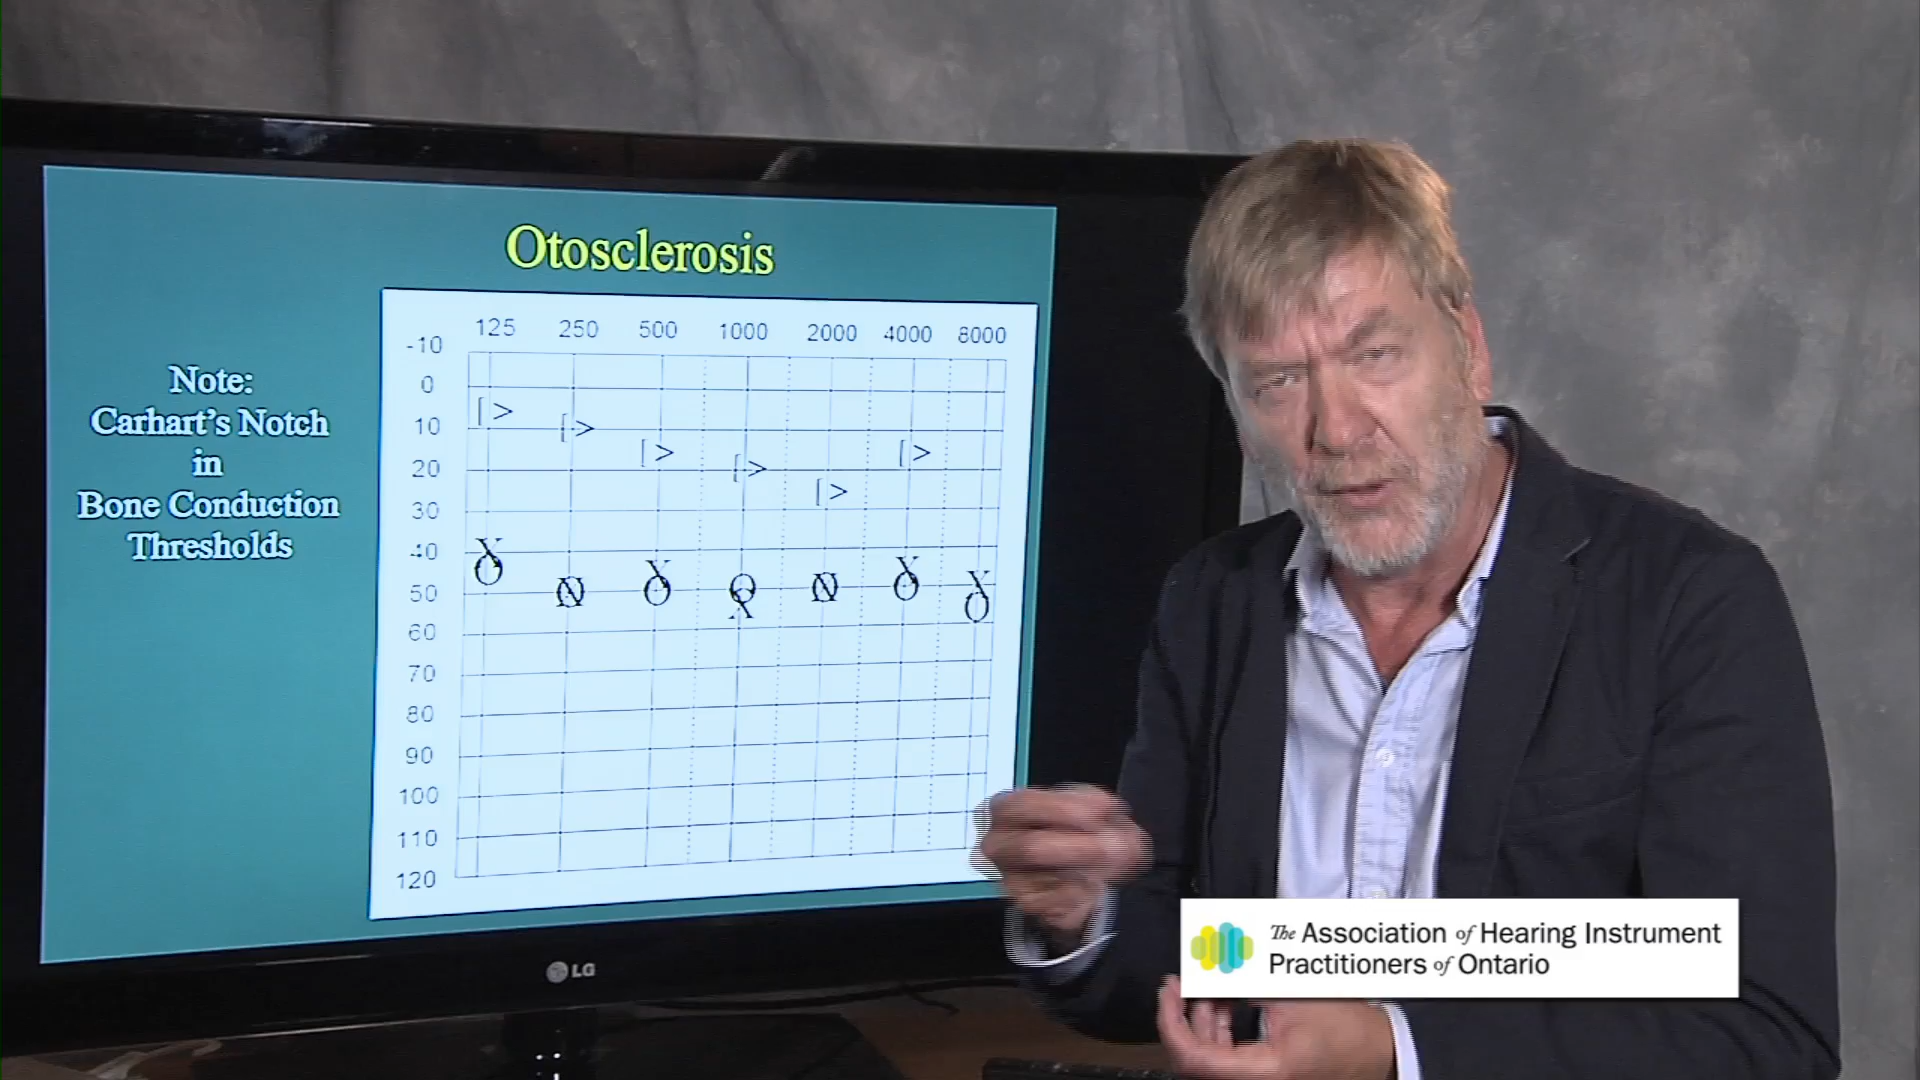 Otosclerosis
Note:
Carhart's Notch
in
Bone Conduction
Thresholds
125 250 500 1000 2000 4000 8000
-10
0
10
20
30
40
50
60
70
80
90
100
110
120
LG
The Association of Hearing Instrument
Practitioners of Ontario